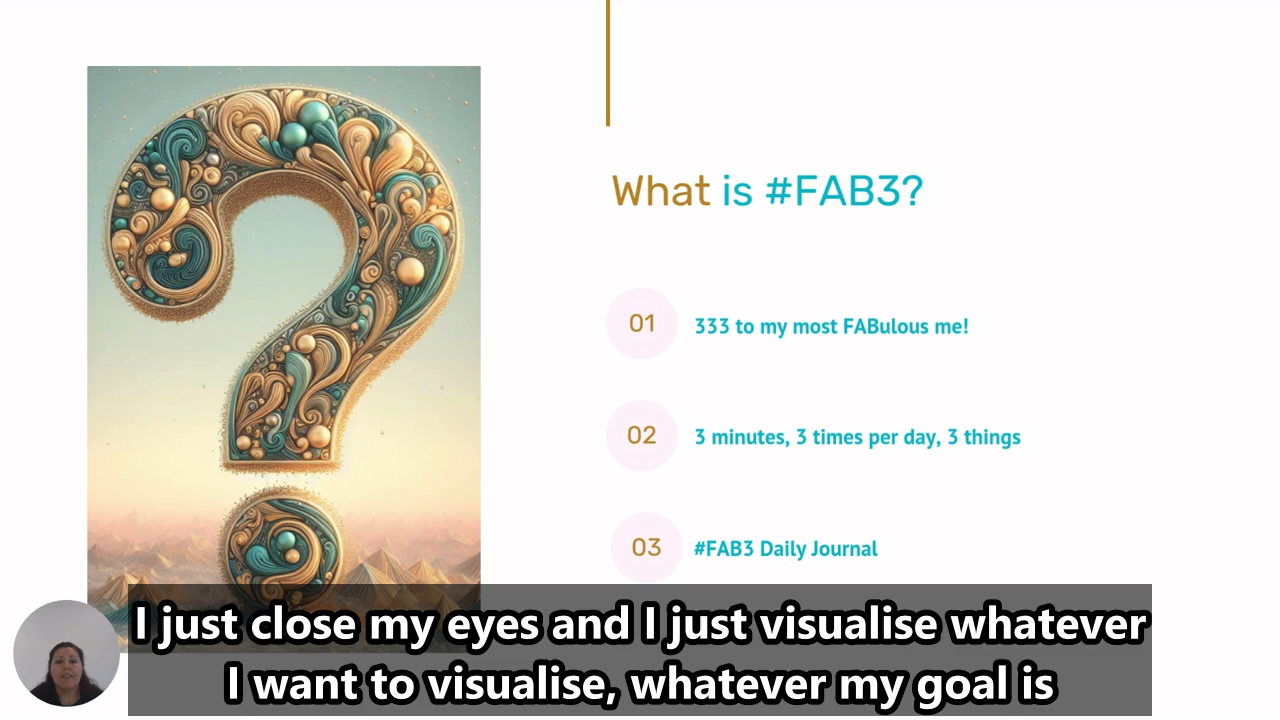 What is #FAB3?
01
333 to my most FABulous me!
02
3 minutes, 3 times per day, 3 things
03
#FAB3 Daily Journal
I just close my eyes and I just visualise whatever
I want to visualise, whatever my goal is